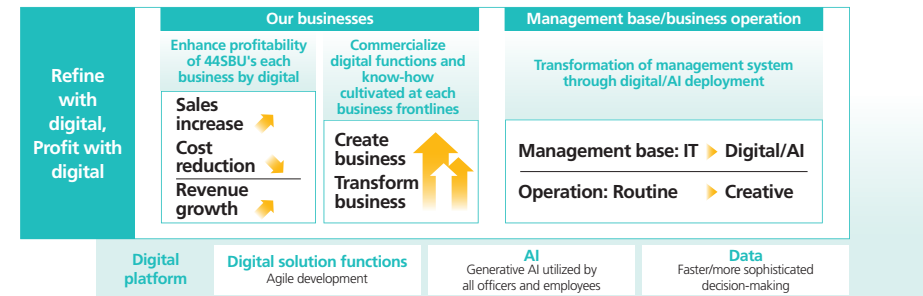 Refine
with
digital,
Profit with
digital
Our businesses
Enhance profitability
of 44SBU's each
business by digital
Sales
increase
Cost
reduction
Revenue
growth
Commercialize
digital functions and
know-how
cultivated at each
business frontlines
Create
business
Transform
business
Management base/business operation
Transformation of management system
through digital/AI deployment
Management base: IT Digital/AI
Operation: Routine Creative
Digital
platform
Digital solution functions
Agile development
AI
Generative AI utilized by
all officers and employees
Data
Faster/more sophisticated
decision-making